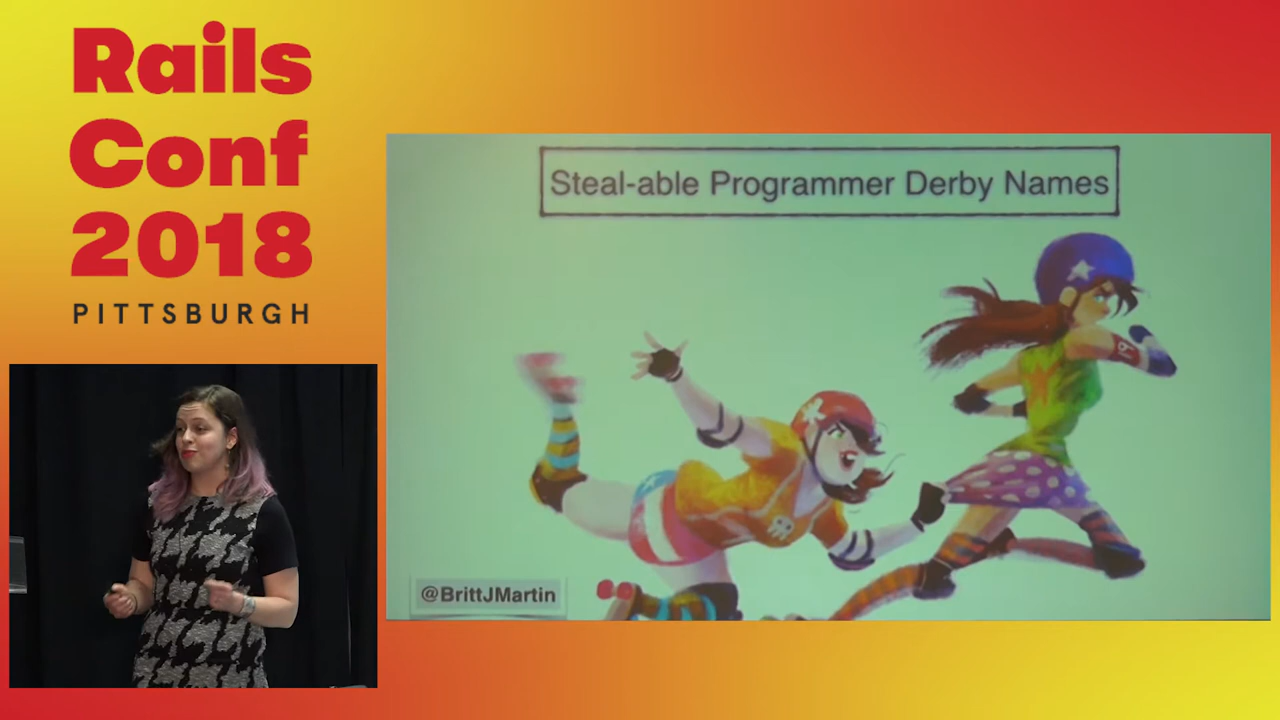 Rails
Conf
2018
PITTSBURGH
Steal-able Programmer Derby Names
@BrittJMartin